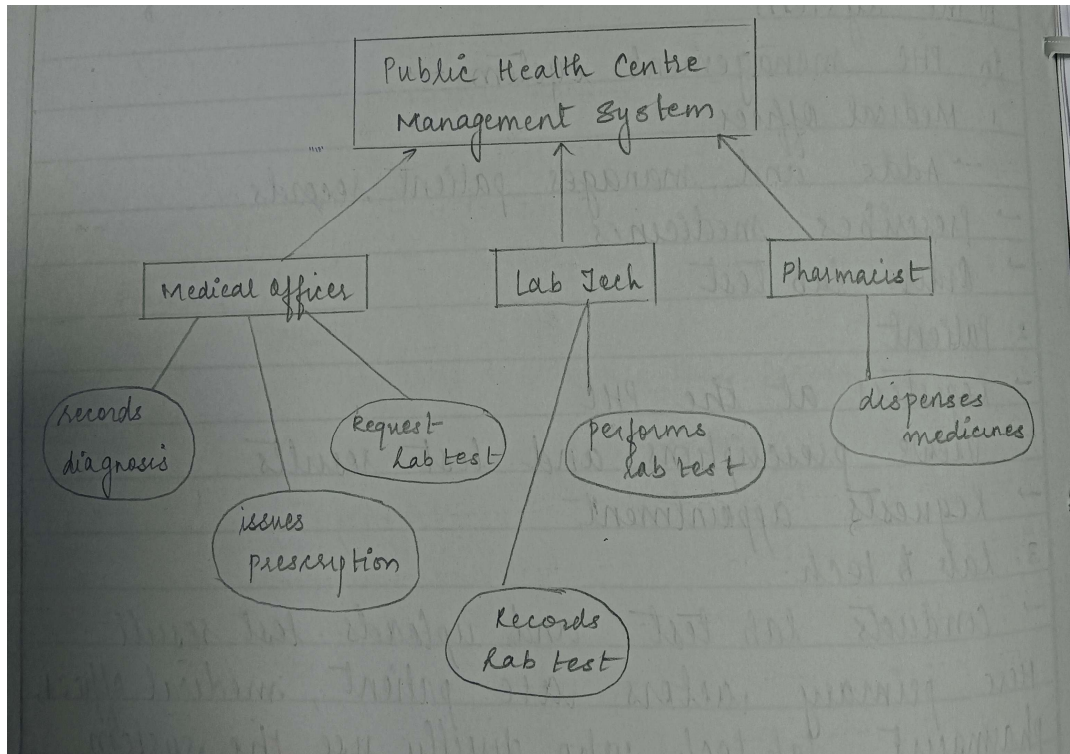 Public Health Centre
Management System
Medical Officer
Lab Tech
Pharmacist
records
diagnosis
Request
Lab test
performs
lab test
dispenses
medicines
issues
prescription
Records
Lab test